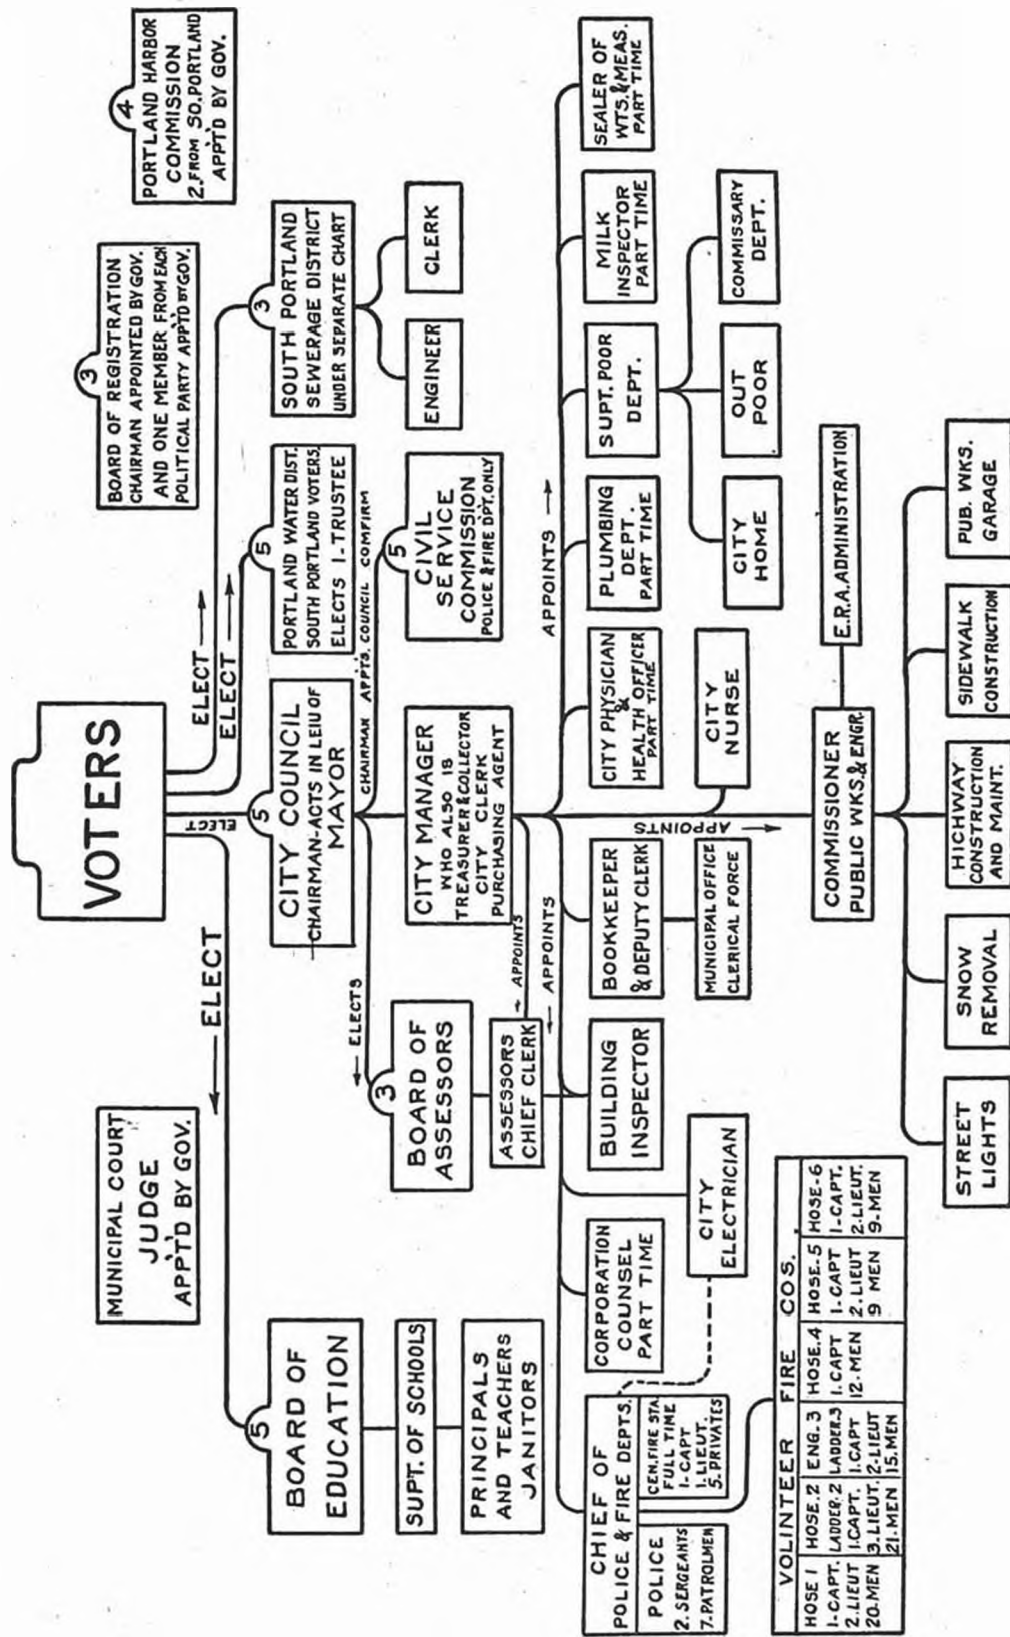 VOTERS
← ELECT
ELECT
ELECT →
ELECT →
MUNICIPAL COURT
JUDGE
APP'T'D BY GOV.
3
BOARD OF REGISTRATION
CHAIRMAN APPOINTED BY GOV.
AND ONE MEMBER FROM EACH
POLITICAL PARTY APP'TD BY GOV.
4
PORTLAND HARBOR
COMMISSION
2. FROM SO. PORTLAND
APP'T'D BY GOV.
5
BOARD OF
EDUCATION
SUPT. OF SCHOOLS
PRINCIPALS
AND TEACHERS
JANITORS
5
CITY COUNCIL
CHAIRMAN-ACTS IN LEIU OF
MAYOR
5
PORTLAND WATER DIST.
SOUTH PORTLAND VOTERS
ELECTS 1-TRUSTEE
3
SOUTH PORTLAND
SEWERAGE DISTRICT
UNDER SEPARATE CHART
ENGINEER
CLERK
← ELECTS
CHAIRMAN APPTS. COUNCIL COMFIRM
3
BOARD OF
ASSESSORS
ASSESSORS
CHIEF CLERK
CITY MANAGER
WHO ALSO IS
TREASURER & COLLECTOR
CITY CLERK
PURCHASING AGENT
5
CIVIL
SERVICE
COMMISSION
POLICE & FIRE DPT. ONLY
← APPOINTS
← APPOINTS
APPOINTS →
CHIEF OF
POLICE & FIRE DEPTS.
POLICE
2. SERGEANTS
7. PATROLMEN
CEN. FIRE STA.
FULL TIME
1- CAPT
1. LIEUT.
5. PRIVATES
CORPORATION
COUNSEL
PART TIME
CITY
ELECTRICIAN
BUILDING
INSPECTOR
BOOKKEEPER
& DEPUTY CLERK
MUNICIPAL OFFICE
CLERICAL FORCE
CITY PHYSICIAN
&
HEALTH OFFICER
PART TIME
CITY
NURSE
PLUMBING
DEPT.
PART TIME
SUPT. POOR
DEPT.
CITY
HOME
OUT
POOR
COMMISSARY
DEPT.
MILK
INSPECTOR
PART TIME
SEALER OF
WTS. & MEAS.
PART TIME
APPOINTS →
VOLINTEER FIRE COS.
HOSE 1
1- CAPT.
2. LIEUT
20-MEN
HOSE. 2
LADDER. 2
1. CAPT.
3. LIEUT.
21- MEN
ENG. 3
LADDER. 3
1. CAPT
2- LIEUT
15. MEN
HOSE. 4
1. CAPT
12. MEN
HOSE. 5
1. CAPT
2. LIEUT
9 MEN
HOSE-6
1- CAPT.
2. LIEUT.
9- MEN
COMMISSIONER
PUBLIC WKS. & ENGR.
E.R.A. ADMINISTRATION
STREET
LIGHTS
SNOW
REMOVAL
HIGHWAY
CONSTRUCTION
AND MAINT.
SIDEWALK
CONSTRUCTION
PUB. WKS.
GARAGE